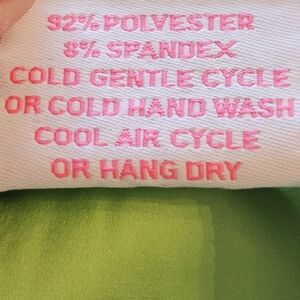 92% POLYESTER
8% SPANDEX
COLD GENTLE CYCLE
OR COLD HAND WASH
COOL AIR CYCLE
OR HANG DRY